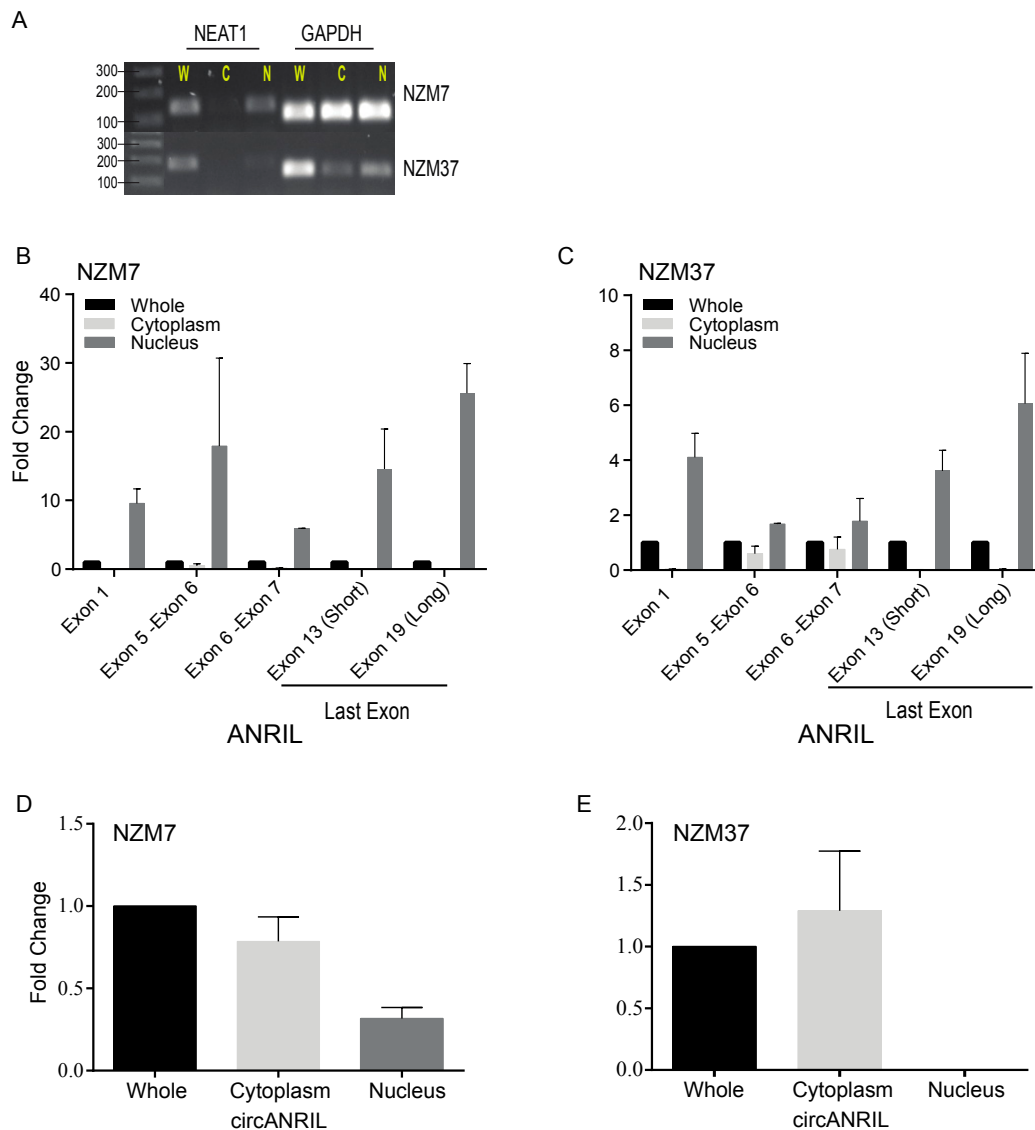 A
NEAT1 GAPDH
W C N W C N
300
200
100
NZM7
300
200
100
NZM37
B
NZM7
Whole
Cytoplasm
Nucleus
Fold Change
40
30
20
10
0
Exon 1
Exon 5 -Exon 6
Exon 6 -Exon 7
Exon 13 (Short)
Exon 19 (Long)
Last Exon
ANRIL
C
NZM37
Whole
Cytoplasm
Nucleus
10
8
6
4
2
0
Exon 1
Exon 5 -Exon 6
Exon 6 -Exon 7
Exon 13 (Short)
Exon 19 (Long)
Last Exon
ANRIL
D
NZM7
Fold Change
1.5
1.0
0.5
0.0
Whole Cytoplasm Nucleus
circANRIL
E
NZM37
2.0
1.5
1.0
0.5
0.0
Whole Cytoplasm Nucleus
circANRIL